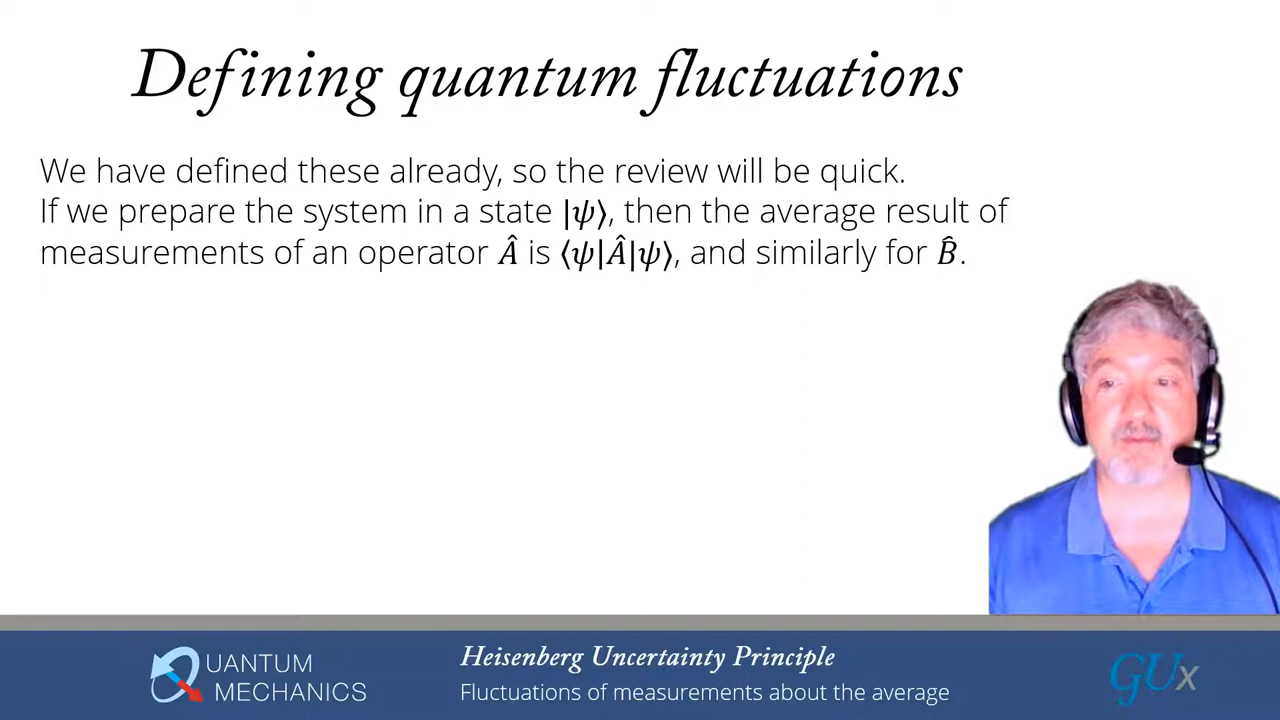 Defining quantum fluctuations
We have defined these already, so the review will be quick.
If we prepare the system in a state |ψ⟩, then the average result of
measurements of an operator Â is ⟨ψ|Â|ψ⟩, and similarly for B̂.
QUANTUM
MECHANICS
Heisenberg Uncertainty Principle
Fluctuations of measurements about the average
GUx